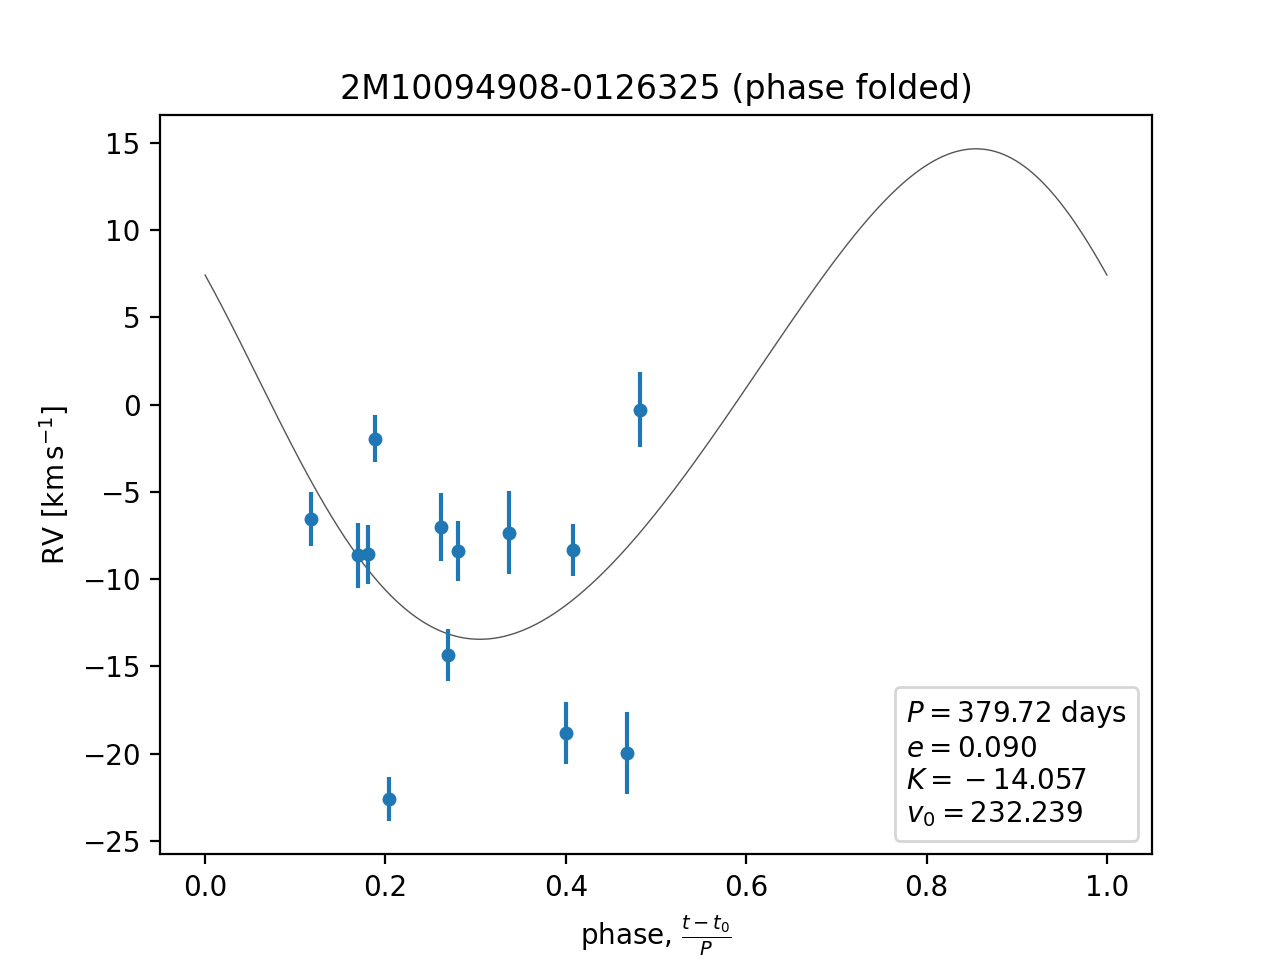 2M10094908-0126325 (phase folded)
RV [km s⁻¹]
15
10
5
0
−5
−10
−15
−20
−25
P = 379.72 days
e = 0.090
K = −14.057
v₀ = 232.239
0.0 0.2 0.4 0.6 0.8 1.0
phase, (t − t₀)/P